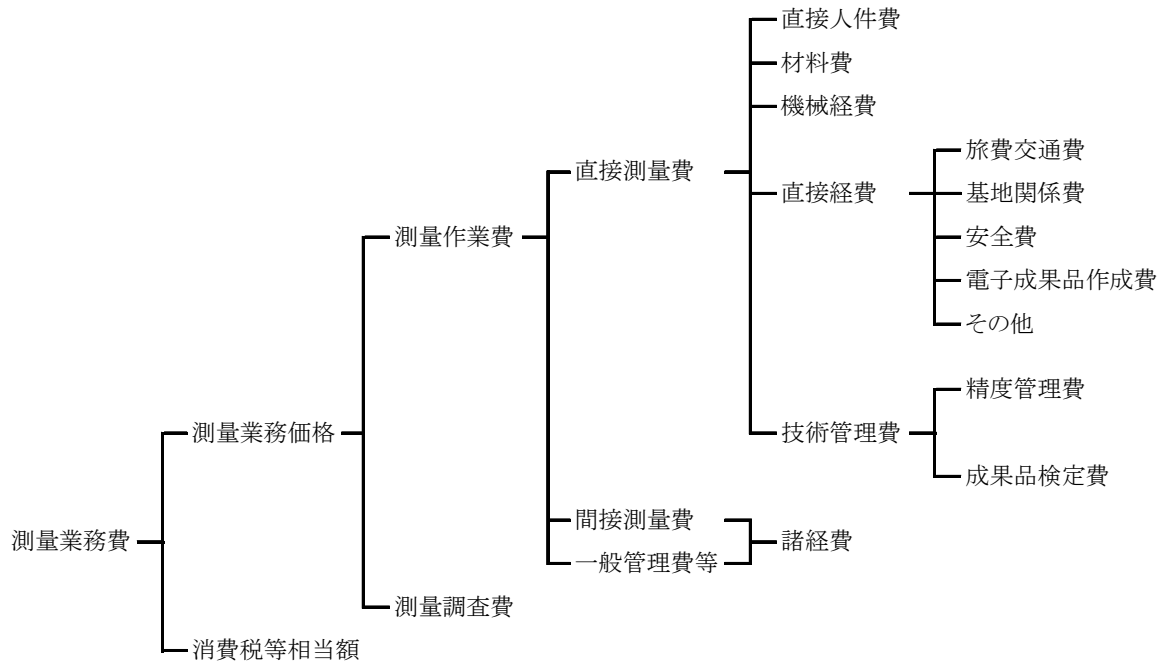 直接人件費
材料費
機械経費
旅費交通費
直接測量費
直接経費
基地関係費
測量作業費
安全費
電子成果品作成費
その他
精度管理費
測量業務価格
技術管理費
成果品検定費
間接測量費
測量業務費
諸経費
一般管理費等
測量調査費
消費税等相当額